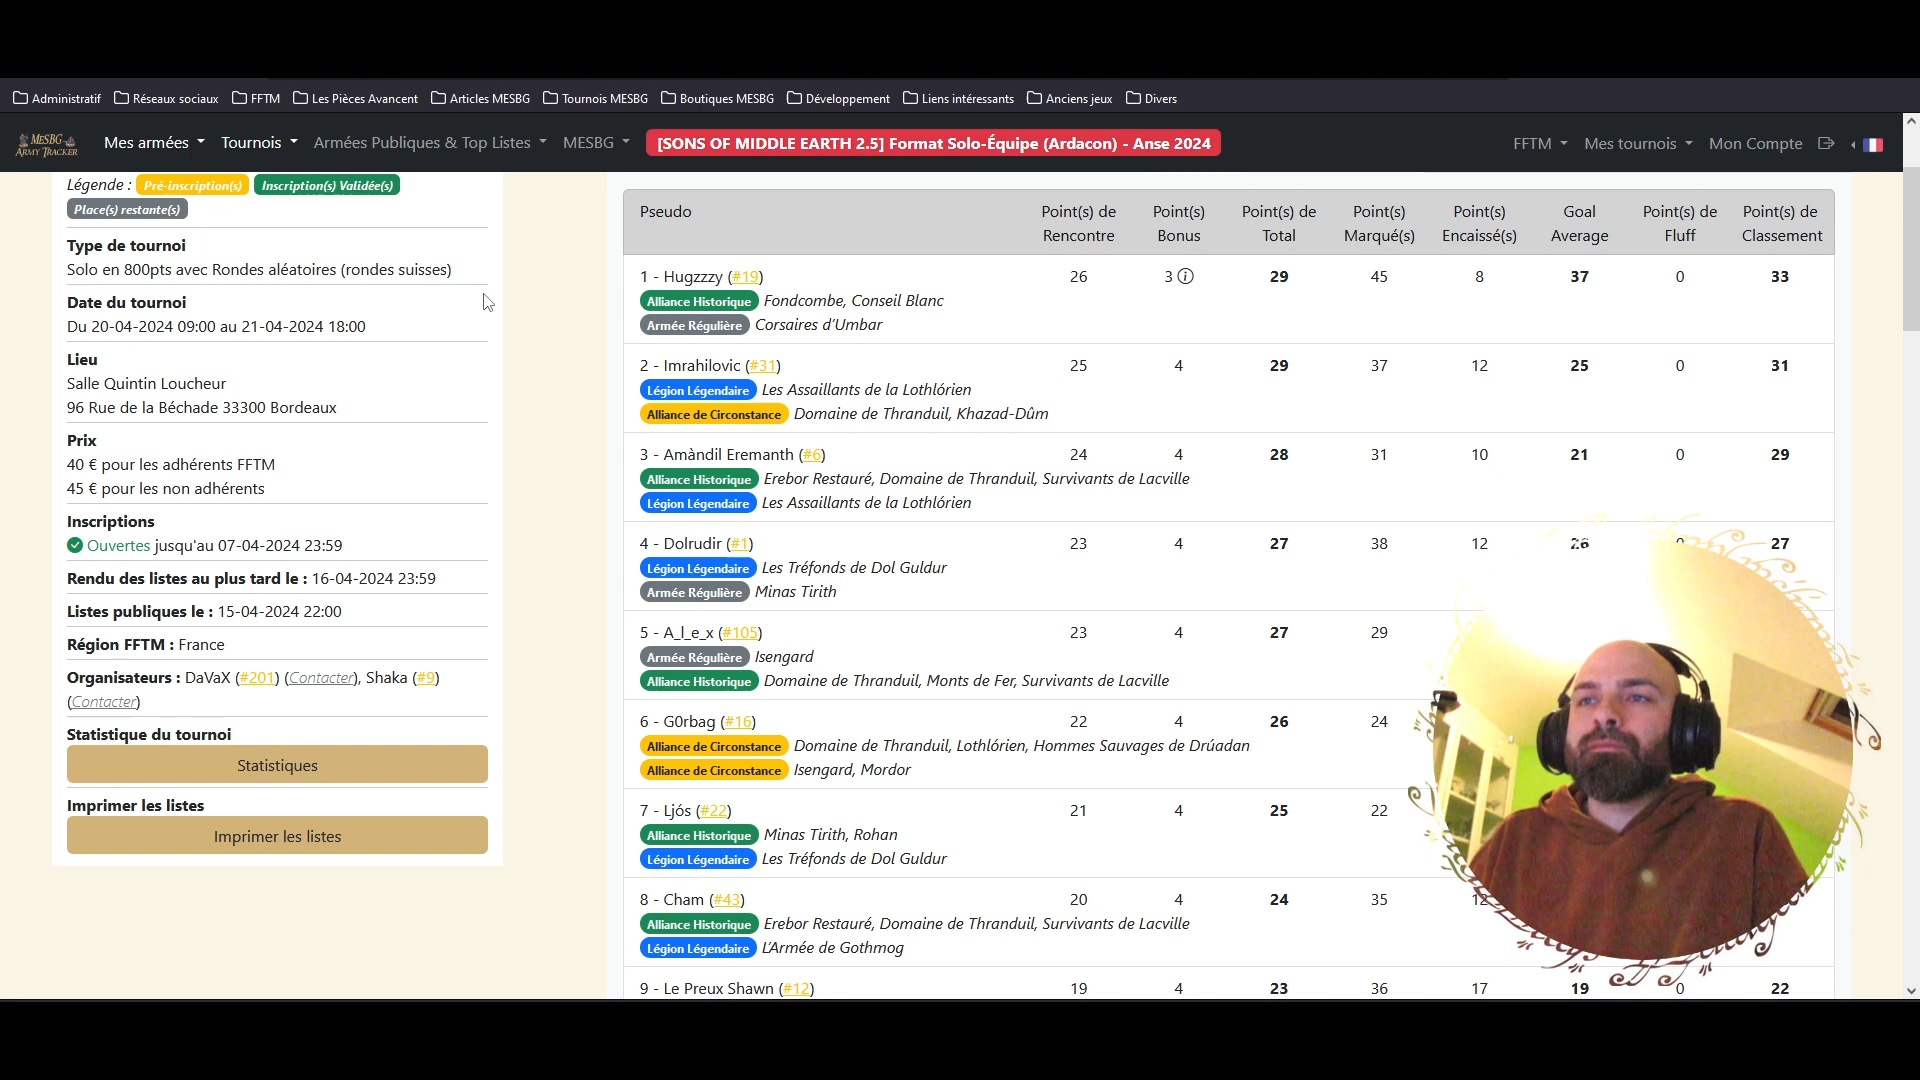 Administratif Réseaux sociaux FFTM Les Pièces Avancent Articles MESBG Tournois MESBG Boutiques MESBG Développement Liens intéressants Anciens jeux Divers
MESBG
ARMY TRACKER
Mes armées Tournois Armées Publiques & Top Listes MESBG [SONS OF MIDDLE EARTH 2.5] Format Solo-Équipe (Ardacon) - Anse 2024 FFTM Mes tournois Mon Compte
Légende : Pré-inscription(s) Inscription(s) Validée(s)
Place(s) restante(s)
Type de tournoi
Solo en 800pts avec Rondes aléatoires (rondes suisses)
Date du tournoi
Du 20-04-2024 09:00 au 21-04-2024 18:00
Lieu
Salle Quintin Loucheur
96 Rue de la Béchade 33300 Bordeaux
Prix
40 € pour les adhérents FFTM
45 € pour les non adhérents
Inscriptions
Ouvertes jusqu'au 07-04-2024 23:59
Rendu des listes au plus tard le : 16-04-2024 23:59
Listes publiques le : 15-04-2024 22:00
Région FFTM : France
Organisateurs : DaVaX (#201) (Contacter), Shaka (#9)
(Contacter)
Statistique du tournoi
Statistiques
Imprimer les listes
Imprimer les listes
Pseudo Point(s) de Point(s) Point(s) de Point(s) Point(s) Goal Point(s) de Point(s) de
Rencontre Bonus Total Marqué(s) Encaissé(s) Average Fluff Classement
1 - Hugzzzy (#19) 26 3 29 45 8 37 0 33
Alliance Historique Fondcombe, Conseil Blanc
Armée Régulière Corsaires d'Umbar
2 - Imrahilovic (#31) 25 4 29 37 12 25 0 31
Légion Légendaire Les Assaillants de la Lothlórien
Alliance de Circonstance Domaine de Thranduil, Khazad-Dûm
3 - Amàndil Eremanth (#6) 24 4 28 31 10 21 0 29
Alliance Historique Erebor Restauré, Domaine de Thranduil, Survivants de Lacville
Légion Légendaire Les Assaillants de la Lothlórien
4 - Dolrudir (#1) 23 4 27 38 12 26 0 27
Légion Légendaire Les Tréfonds de Dol Guldur
Armée Régulière Minas Tirith
5 - A_l_e_x (#105) 23 4 27 29
Armée Régulière Isengard
Alliance Historique Domaine de Thranduil, Monts de Fer, Survivants de Lacville
6 - G0rbag (#16) 22 4 26 24
Alliance de Circonstance Domaine de Thranduil, Lothlórien, Hommes Sauvages de Drúadan
Alliance de Circonstance Isengard, Mordor
7 - Ljós (#22) 21 4 25 22
Alliance Historique Minas Tirith, Rohan
Légion Légendaire Les Tréfonds de Dol Guldur
8 - Cham (#43) 20 4 24 35 12
Alliance Historique Erebor Restauré, Domaine de Thranduil, Survivants de Lacville
Légion Légendaire L'Armée de Gothmog
9 - Le Preux Shawn (#12) 19 4 23 36 17 19 0 22